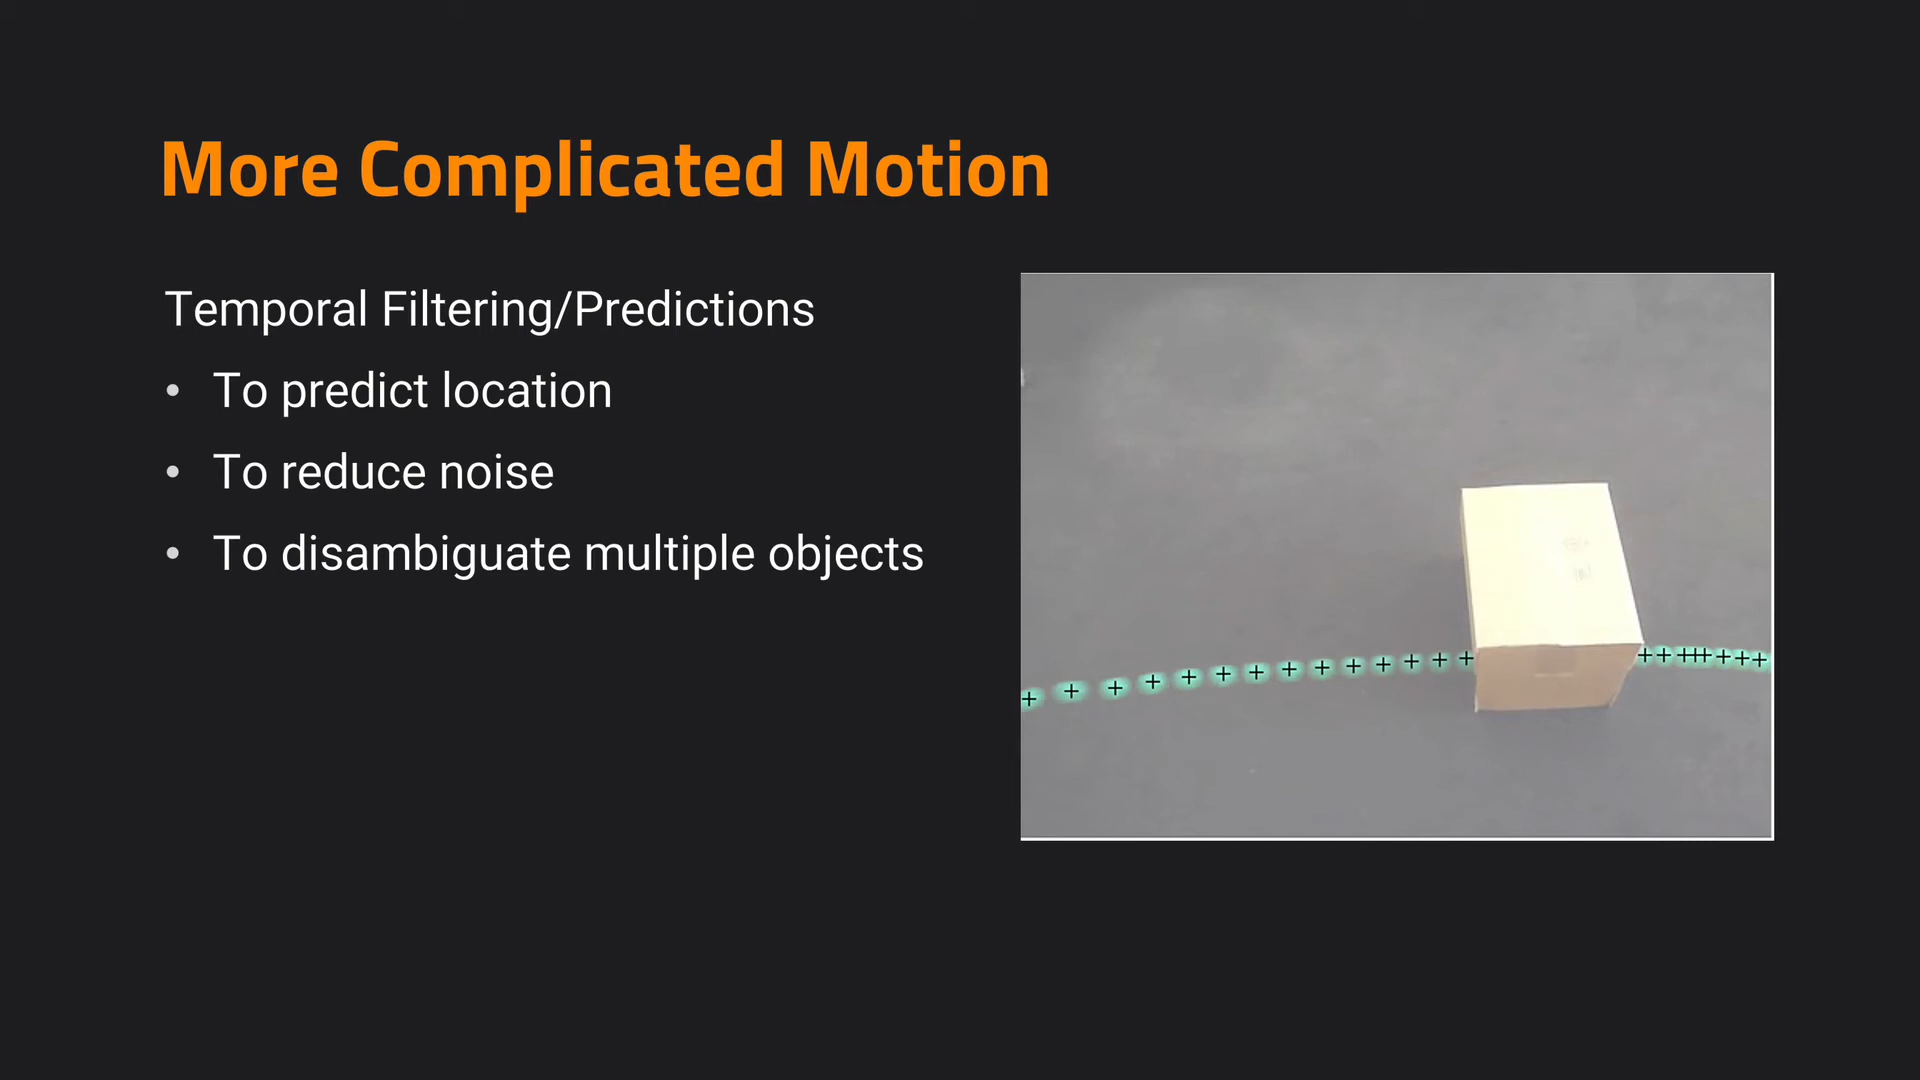 More Complicated Motion
Temporal Filtering/Predictions
• To predict location
• To reduce noise
• To disambiguate multiple objects